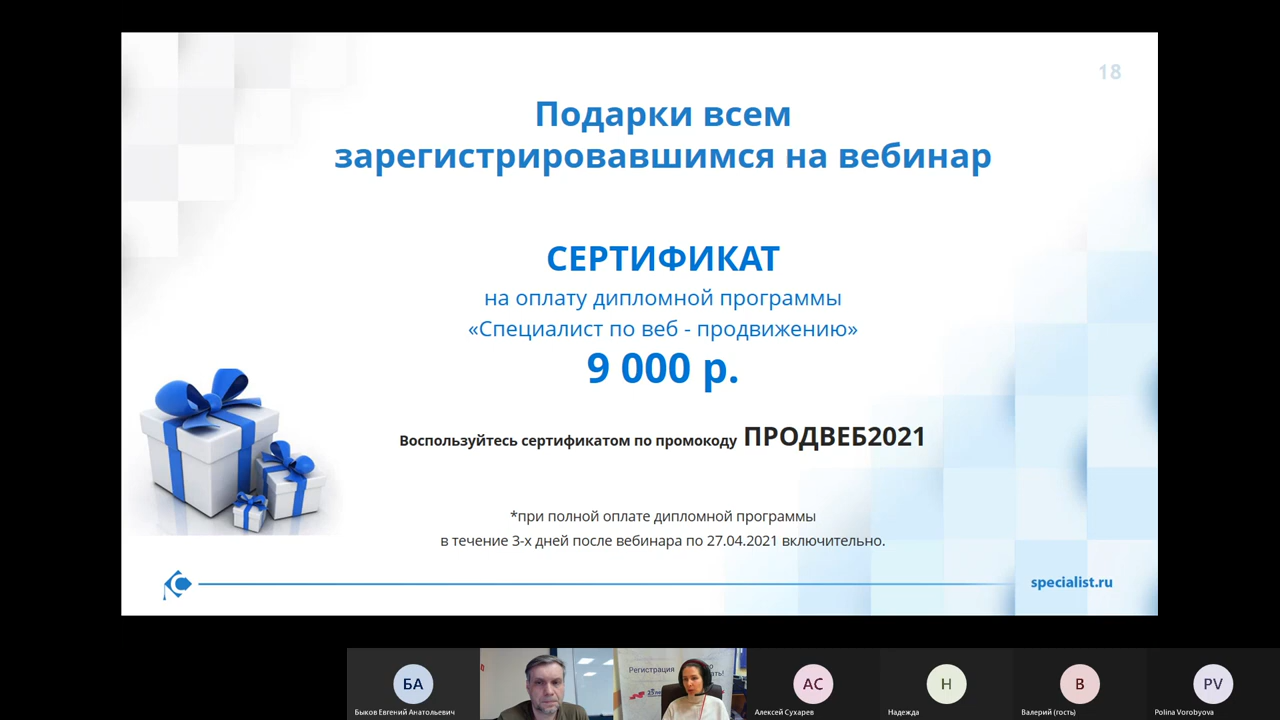 18
Подарки всем
зарегистрировавшимся на вебинар
СЕРТИФИКАТ
на оплату дипломной программы
«Специалист по веб - продвижению»
9 000 р.
Воспользуйтесь сертификатом по промокоду ПРОДВЕБ2021
*при полной оплате дипломной программы
в течение 3-х дней после вебинара по 27.04.2021 включительно.
specialist.ru
БА
Быков Евгений Анатольевич
Регистрация
АС
Алексей Сухарев
Н
Надежда
В
Валерий (гость)
PV
Polina Vorobyova